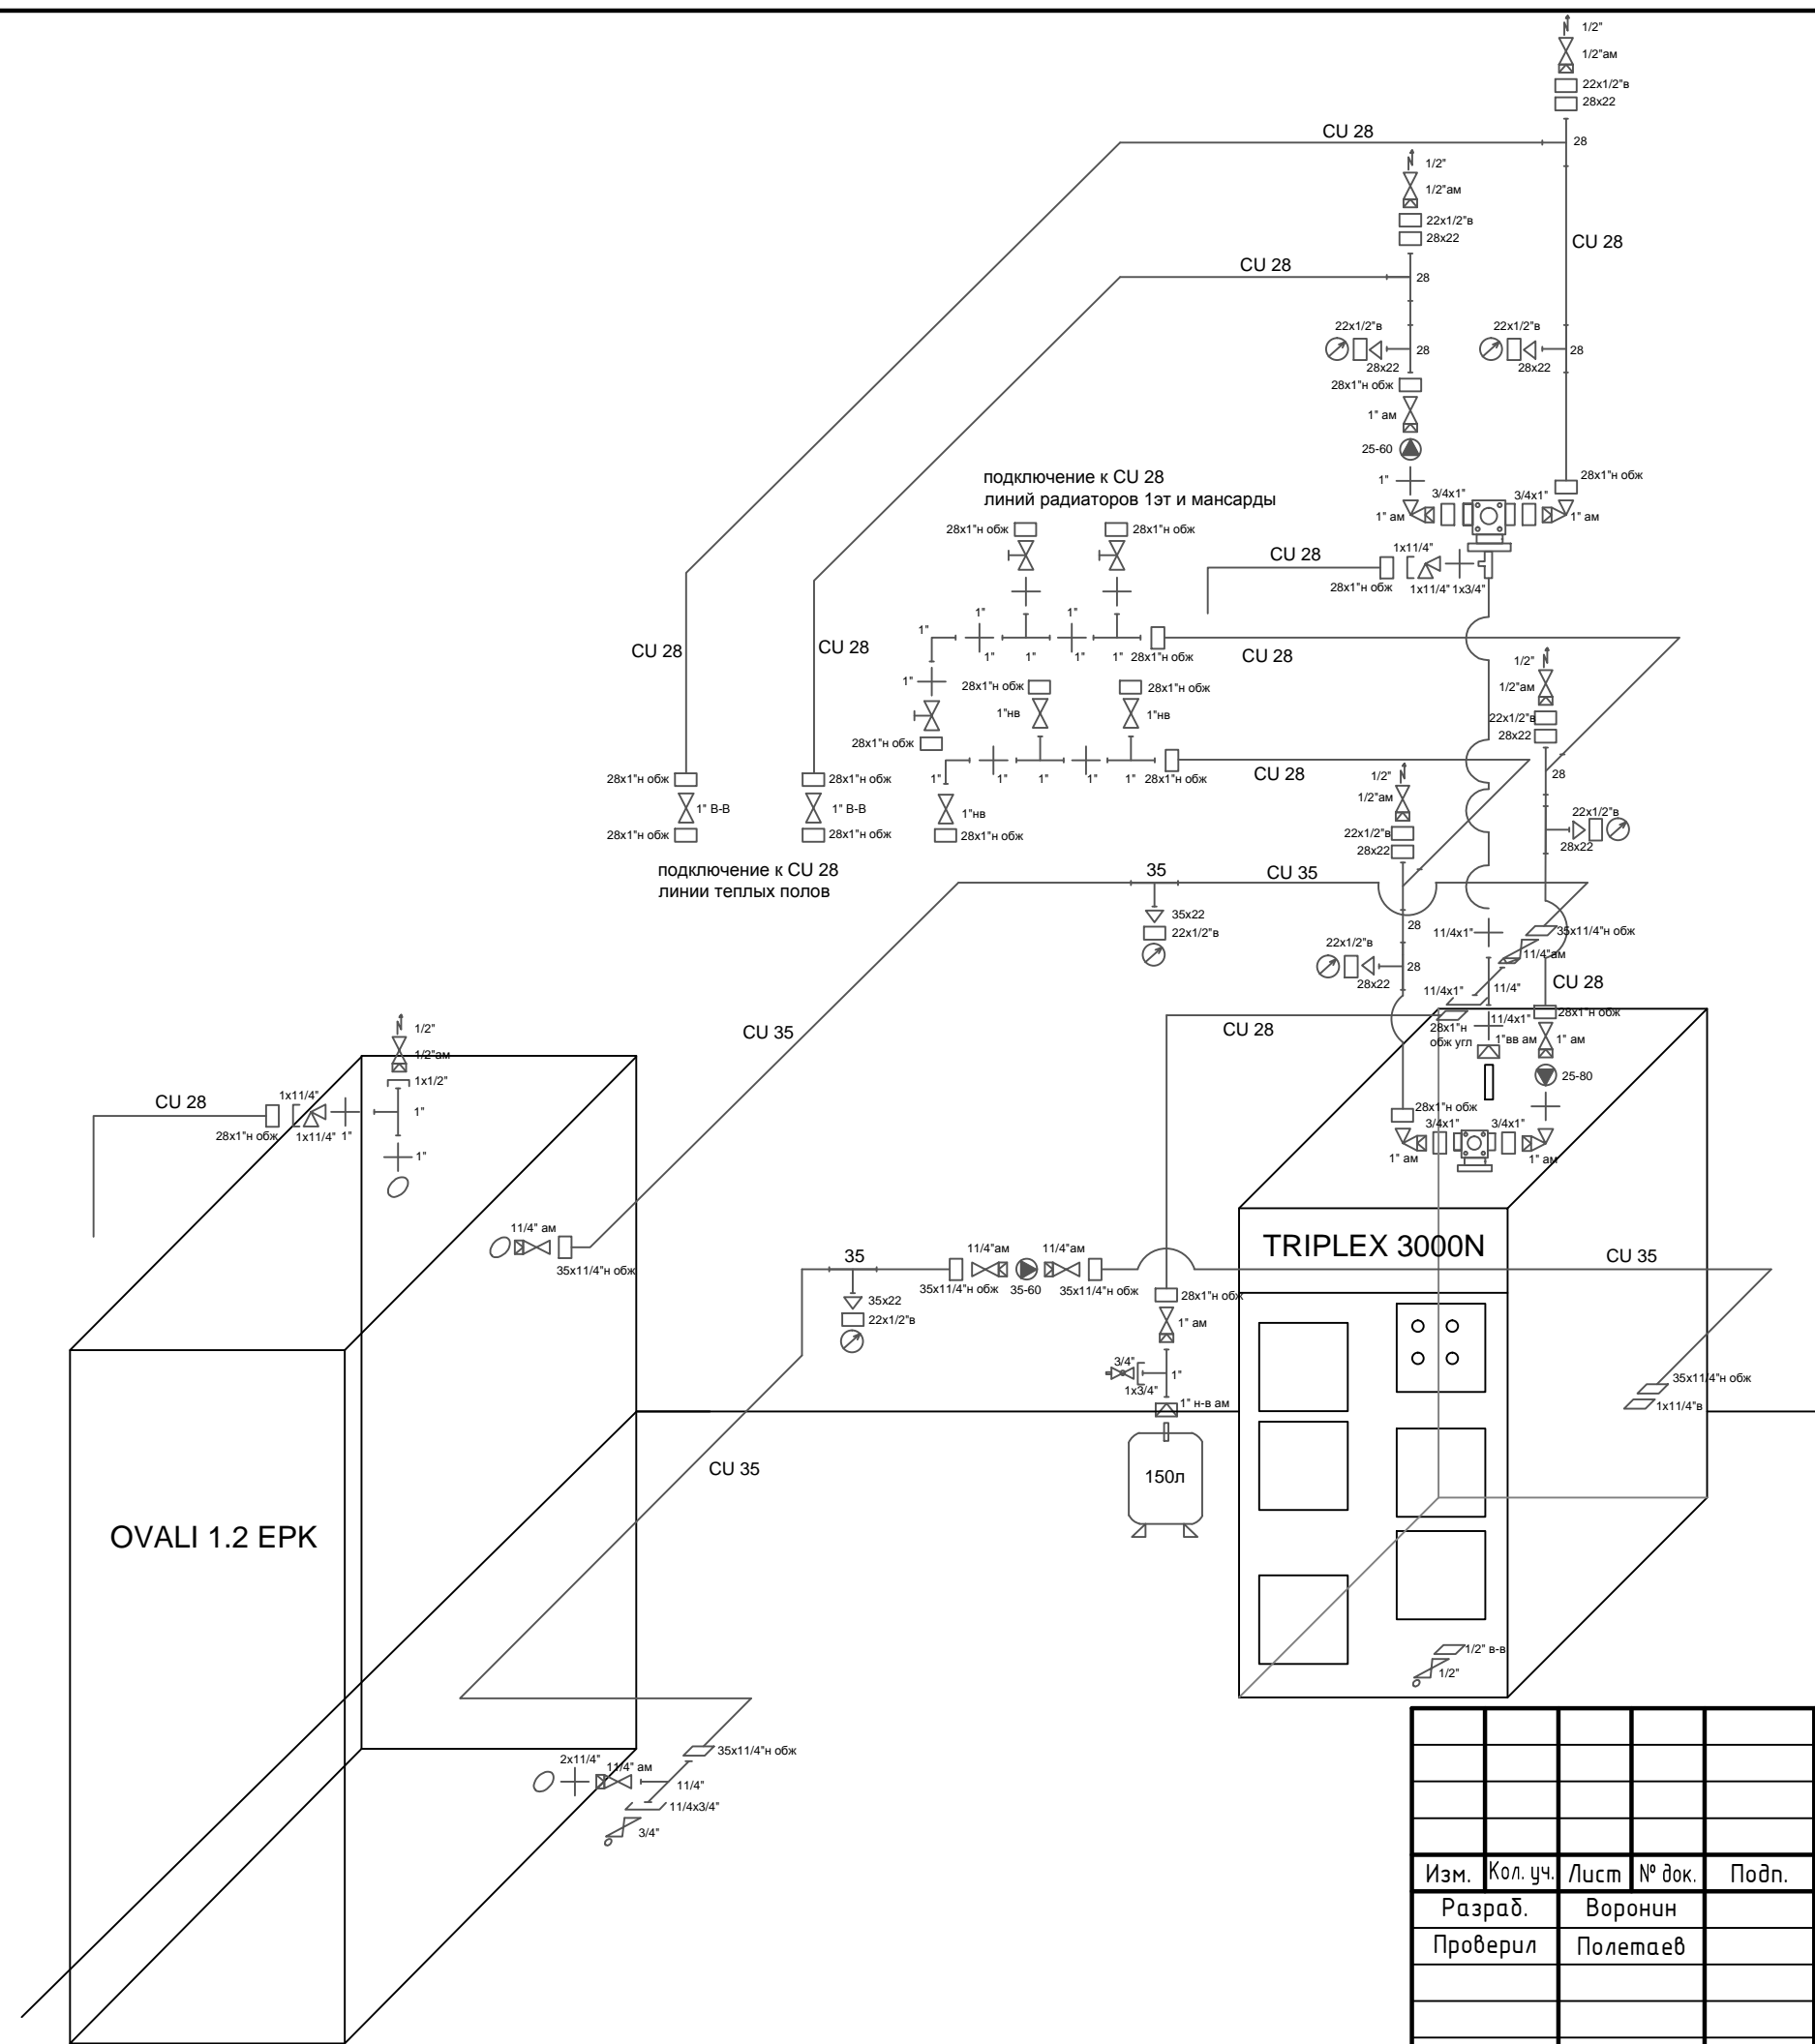 1/2"
1/2"ам
22x1/2"в
28x22
CU 28
28
1/2"
1/2"ам
22x1/2"в
28x22
CU 28
CU 28
28
22x1/2"в
28
28x22
22x1/2"в
28
28x22
28x1"н обж
1" ам
25-60
1"
28x1"н обж
3/4x1"
3/4x1"
1" ам
1" ам
подключение к CU 28
линий радиаторов 1эт и мансарды
28x1"н обж
28x1"н обж
CU 28
1x11/4"
28x1"н обж
1x11/4"
1x3/4"
1"
1"
1"
1"
1"
1"
1"
28x1"н обж
CU 28
CU 28
CU 28
1"
28x1"н обж
28x1"н обж
1"нв
1"нв
28x1"н обж
1/2"
1/2"ам
22x1/2"в
28x22
28
1"
1"
1"
1"
1"
28x1"н обж
CU 28
28x1"н обж
1" В-В
28x1"н обж
28x1"н обж
1" В-В
28x1"н обж
1"нв
28x1"н обж
1/2"
1/2"ам
22x1/2"в
28x22
22x1/2"в
28x22
подключение к CU 28
линии теплых полов
35
CU 35
35x22
22x1/2"в
28
22x1/2"в
28
28x22
11/4x1"
35x11/4"н обж
11/4"ам
11/4x1"
11/4"
CU 28
CU 35
CU 28
28x1"н
обж угл
11/4x1"
28x1"н обж
1"вв ам
1" ам
25-80
1/2"
1/2"ам
1x1/2"
CU 28
1x11/4"
28x1"н обж
1x11/4"
1"
1"
1"
28x1"н обж
3/4x1"
3/4x1"
1" ам
1" ам
11/4" ам
35x11/4"н обж
TRIPLEX 3000N
CU 35
35
35x22
22x1/2"в
11/4"ам
11/4"ам
35x11/4"н обж
35-60
35x11/4"н обж
28x1"н обж
1" ам
3/4"
1"
1x3/4"
1" н-в ам
35x11/4"н обж
1x11/4"в
CU 35
150л
OVALI 1.2 EPK
1/2" в-в
1/2"
35x11/4"н обж
2x11/4"
11/4" ам
11/4"
11/4x3/4"
3/4"
Изм. Кол. уч. Лист № док. Подп.
Разраб. Воронин
Проверил Полетаев